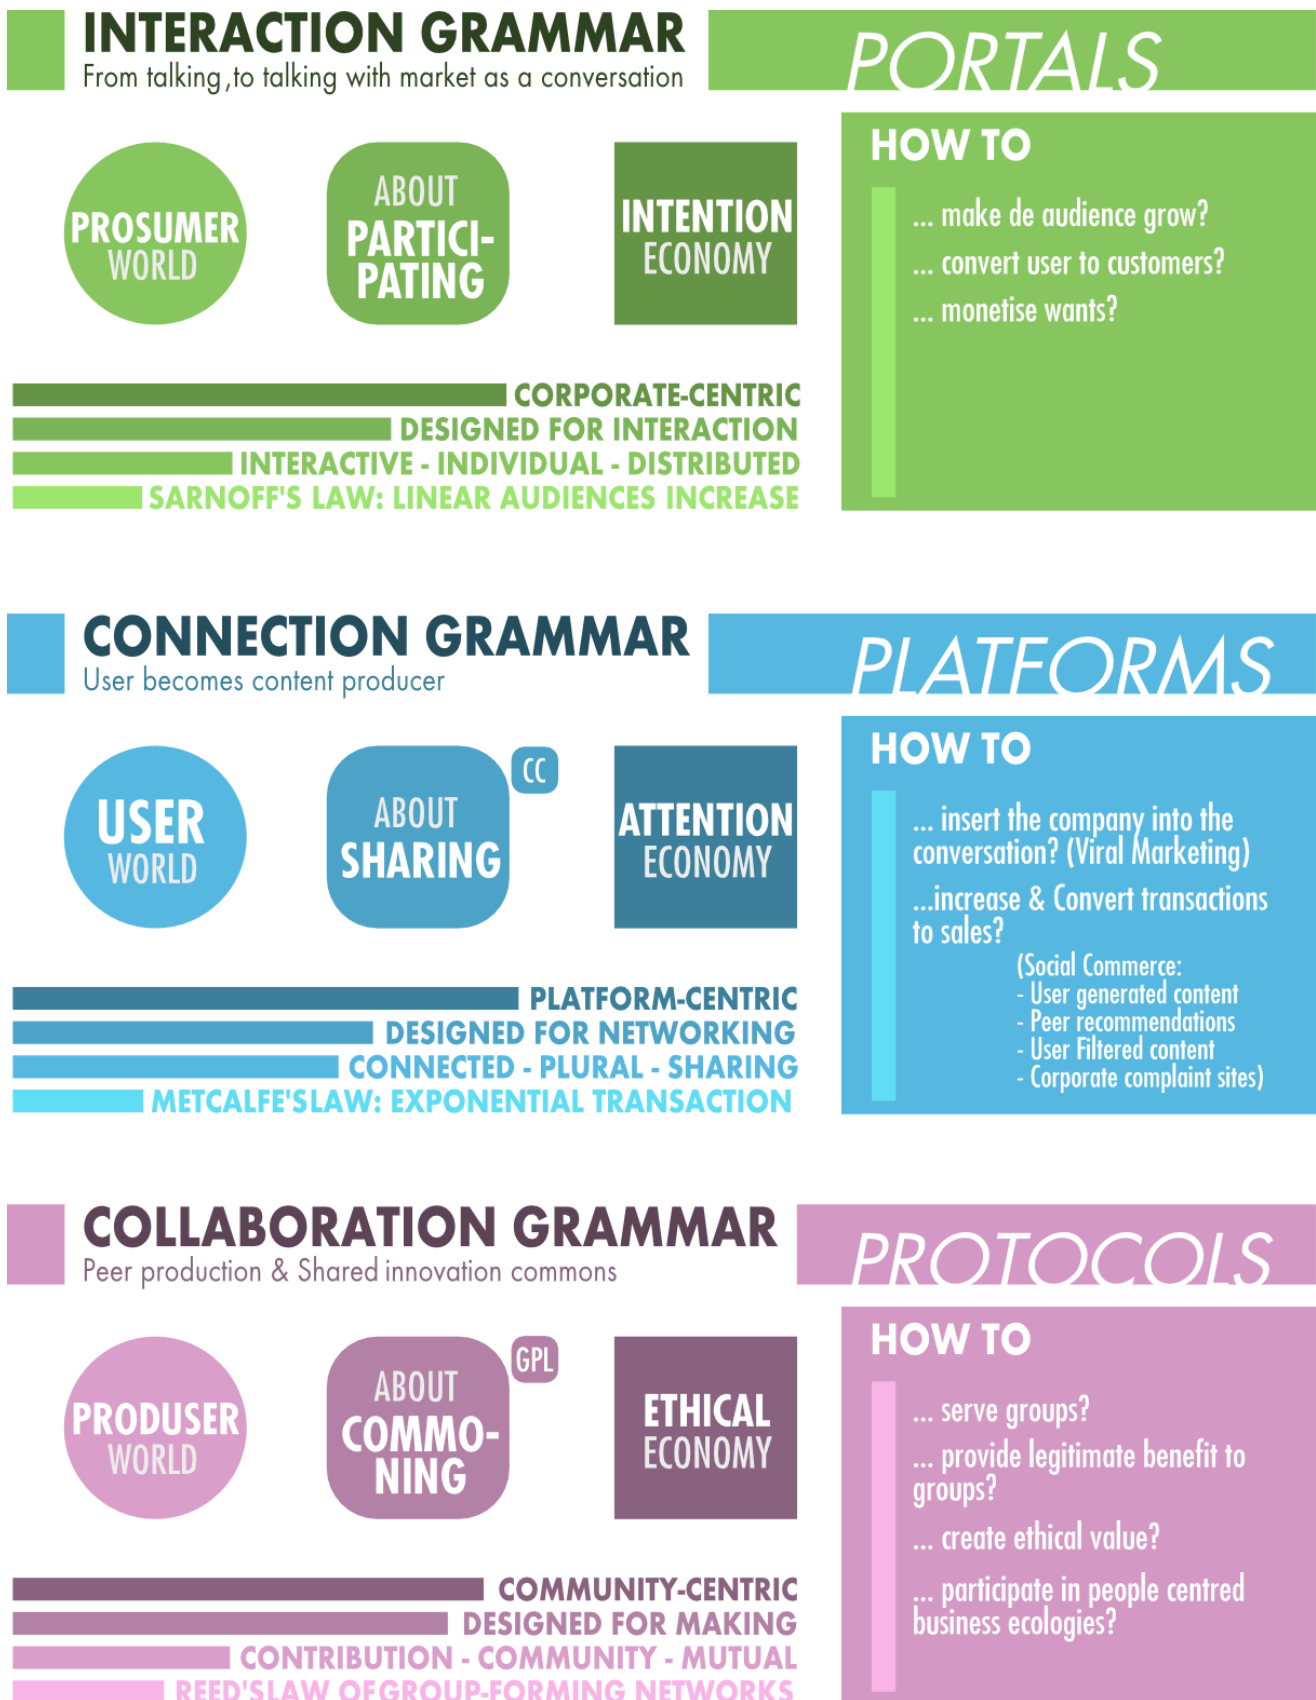 INTERACTION GRAMMAR
From talking,to talking with market as a conversation
PORTALS
PROSUMER
WORLD
ABOUT
PARTICI-
PATING
INTENTION
ECONOMY
CORPORATE-CENTRIC
DESIGNED FOR INTERACTION
INTERACTIVE - INDIVIDUAL - DISTRIBUTED
SARNOFF'S LAW: LINEAR AUDIENCES INCREASE
HOW TO
... make de audience grow?
... convert user to customers?
... monetise wants?
CONNECTION GRAMMAR
User becomes content producer
PLATFORMS
USER
WORLD
ABOUT
SHARING
CC
ATTENTION
ECONOMY
PLATFORM-CENTRIC
DESIGNED FOR NETWORKING
CONNECTED - PLURAL - SHARING
METCALFE'SLAW: EXPONENTIAL TRANSACTION
HOW TO
... insert the company into the
conversation? (Viral Marketing)
...increase & Convert transactions
to sales?
(Social Commerce:
- User generated content
- Peer recommendations
- User Filtered content
- Corporate complaint sites)
COLLABORATION GRAMMAR
Peer production & Shared innovation commons
PROTOCOLS
PRODUSER
WORLD
ABOUT
COMMO-
NING
GPL
ETHICAL
ECONOMY
COMMUNITY-CENTRIC
DESIGNED FOR MAKING
CONTRIBUTION - COMMUNITY - MUTUAL
REED'SLAW OFGROUP-FORMING NETWORKS
HOW TO
... serve groups?
... provide legitimate benefit to
groups?
... create ethical value?
... participate in people centred
business ecologies?